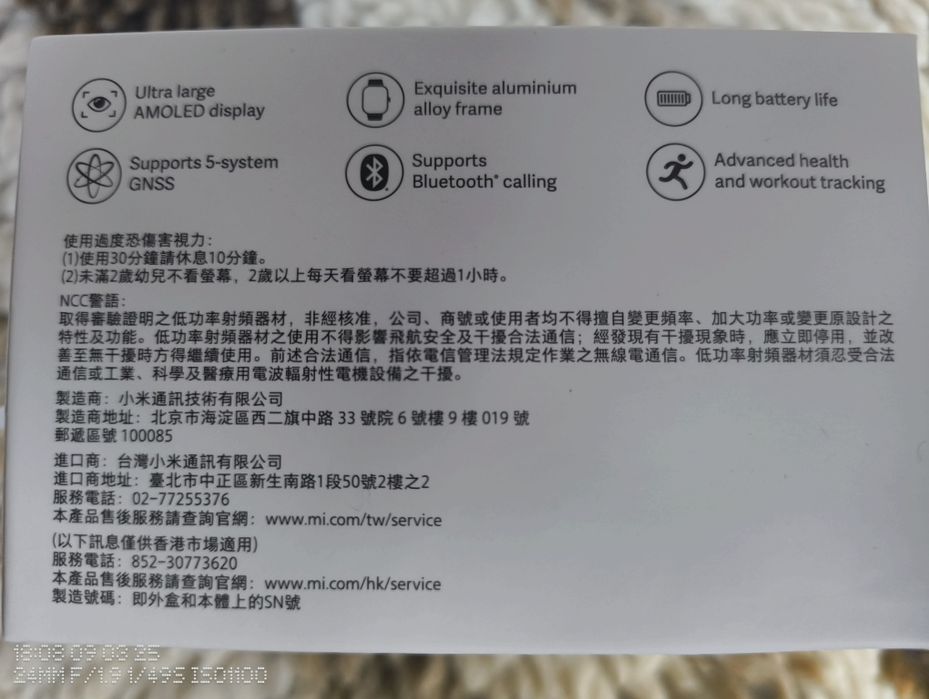 Ultra large
AMOLED display
Exquisite aluminium
alloy frame
Long battery life
Supports 5-system
GNSS
Supports
Bluetooth® calling
Advanced health
and workout tracking
使用過度恐傷害視力：
(1)使用30分鐘請休息10分鐘。
(2)未滿2歲幼兒不看螢幕，2歲以上每天看螢幕不要超過1小時。
NCC警語：
取得審驗證明之低功率射頻器材，非經核准，公司、商號或使用者均不得擅自變更頻率、加大功率或變更原設計之
特性及功能。低功率射頻器材之使用不得影響飛航安全及干擾合法通信；經發現有干擾現象時，應立即停用，並改
善至無干擾時方得繼續使用。前述合法通信，指依電信管理法規定作業之無線電通信。低功率射頻器材須忍受合法
通信或工業、科學及醫療用電波輻射性電機設備之干擾。
製造商：小米通訊技術有限公司
製造商地址：北京市海淀區西二旗中路 33 號院 6 號樓 9 樓 019 號
郵遞區號 100085
進口商：台灣小米通訊有限公司
進口商地址：臺北市中正區新生南路1段50號2樓之2
服務電話：02-77255376
本產品售後服務請查詢官網：www.mi.com/tw/service
(以下訊息僅供香港市場適用)
服務電話：852-30773620
本產品售後服務請查詢官網：www.mi.com/hk/service
製造號碼：即外盒和本體上的SN號
18:08 09 03 25
24MM F/1.9 1/49S ISO1100